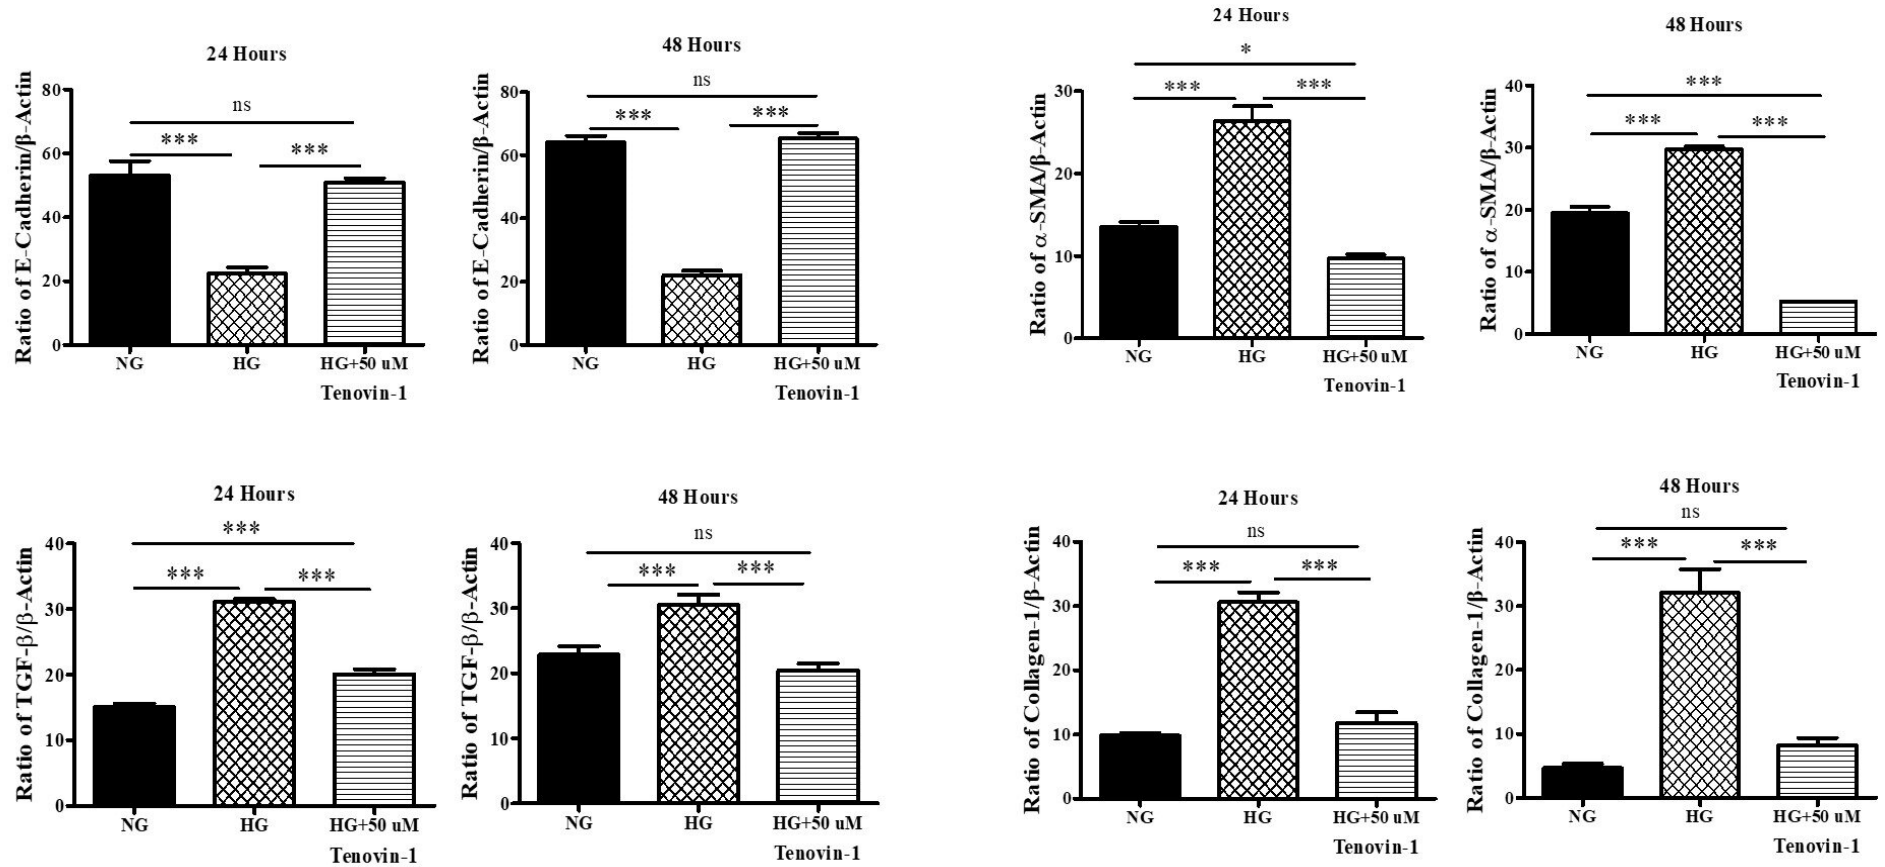 24 Hours
Ratio of E-Cadherin/β-Actin
80
60
40
20
0
ns
***
***
NG
HG
HG+50 uM
Tenovin-1
48 Hours
Ratio of E-Cadherin/β-Actin
80
60
40
20
0
ns
***
***
NG
HG
HG+50 uM
Tenovin-1
24 Hours
Ratio of α-SMA/β-Actin
30
20
10
0
*
***
***
NG
HG
HG+50 uM
Tenovin-1
48 Hours
Ratio of α-SMA/β-Actin
40
30
20
10
0
***
***
***
NG
HG
HG+50 uM
Tenovin-1
24 Hours
Ratio of TGF-β/β-Actin
40
30
20
10
0
***
***
***
NG
HG
HG+50 uM
Tenovin-1
48 Hours
Ratio of TGF-β/β-Actin
40
30
20
10
0
ns
***
***
NG
HG
HG+50 uM
Tenovin-1
24 Hours
Ratio of Collagen-1/β-Actin
40
30
20
10
0
ns
***
***
NG
HG
HG+50 uM
Tenovin-1
48 Hours
Ratio of Collagen-1/β-Actin
40
30
20
10
0
ns
***
***
NG
HG
HG+50 uM
Tenovin-1